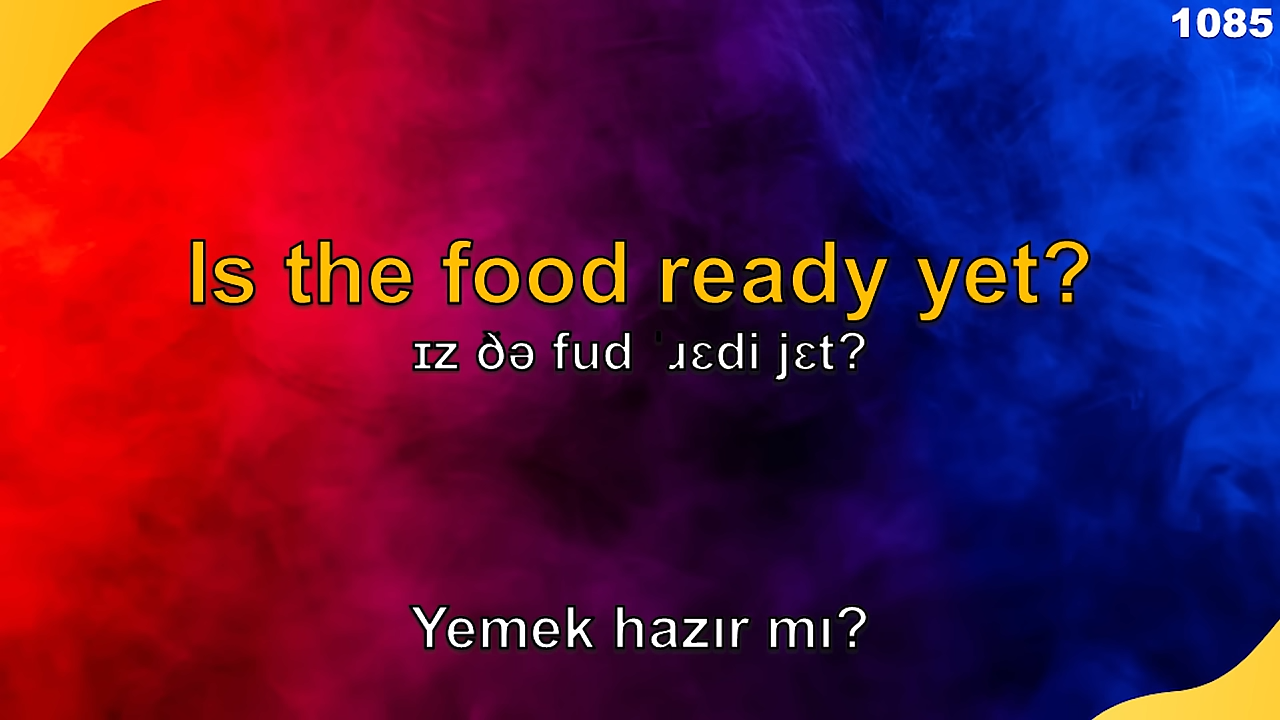 1085
Is the food ready yet?
ɪz ðə fud ˈɹɛdi jɛt?
Yemek hazır mı?